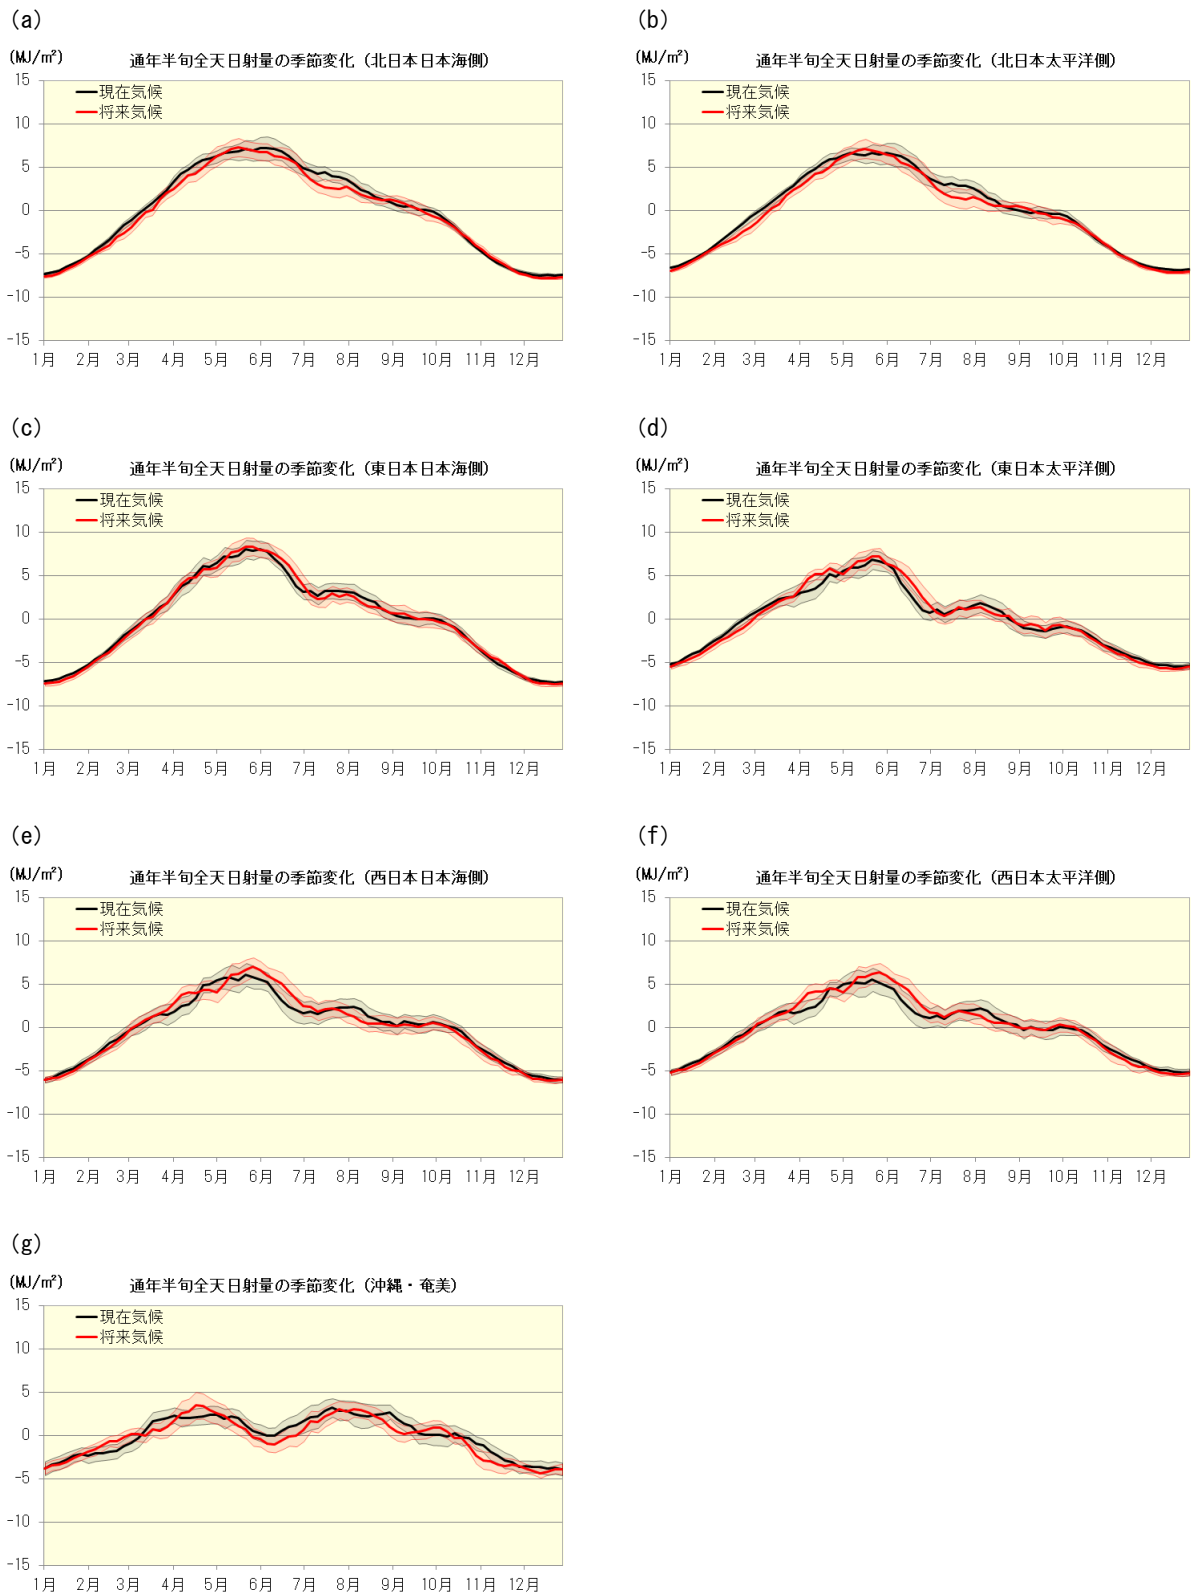 (a)
(MJ/m²)
通年半旬全天日射量の季節変化（北日本日本海側）
15
現在気候
将来気候
10
5
0
-5
-10
-15
1月 2月 3月 4月 5月 6月 7月 8月 9月 10月 11月 12月
(b)
(MJ/m²)
通年半旬全天日射量の季節変化（北日本太平洋側）
15
現在気候
将来気候
10
5
0
-5
-10
-15
1月 2月 3月 4月 5月 6月 7月 8月 9月 10月 11月 12月
(c)
(MJ/m²)
通年半旬全天日射量の季節変化（東日本日本海側）
15
現在気候
将来気候
10
5
0
-5
-10
-15
1月 2月 3月 4月 5月 6月 7月 8月 9月 10月 11月 12月
(d)
(MJ/m²)
通年半旬全天日射量の季節変化（東日本太平洋側）
15
現在気候
将来気候
10
5
0
-5
-10
-15
1月 2月 3月 4月 5月 6月 7月 8月 9月 10月 11月 12月
(e)
(MJ/m²)
通年半旬全天日射量の季節変化（西日本日本海側）
15
現在気候
将来気候
10
5
0
-5
-10
-15
1月 2月 3月 4月 5月 6月 7月 8月 9月 10月 11月 12月
(f)
(MJ/m²)
通年半旬全天日射量の季節変化（西日本太平洋側）
15
現在気候
将来気候
10
5
0
-5
-10
-15
1月 2月 3月 4月 5月 6月 7月 8月 9月 10月 11月 12月
(g)
(MJ/m²)
通年半旬全天日射量の季節変化（沖縄・奄美）
15
現在気候
将来気候
10
5
0
-5
-10
-15
1月 2月 3月 4月 5月 6月 7月 8月 9月 10月 11月 12月